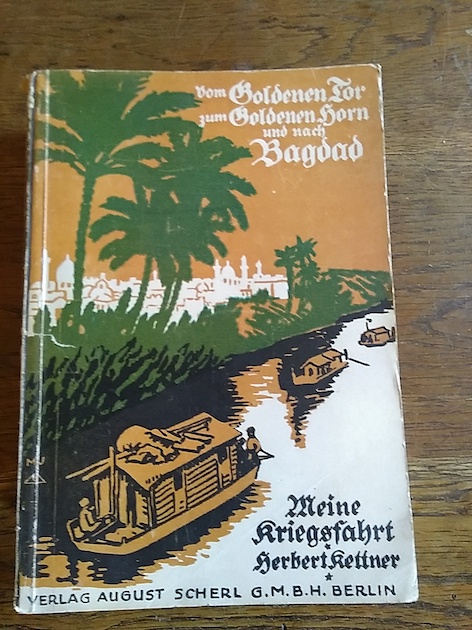 Vom Goldenen Tor
zum Goldenen Horn
und nach
Bagdad
Meine
Kriegsfahrt
Herbert Kettner
VERLAG AUGUST SCHERL G.M.B.H. BERLIN